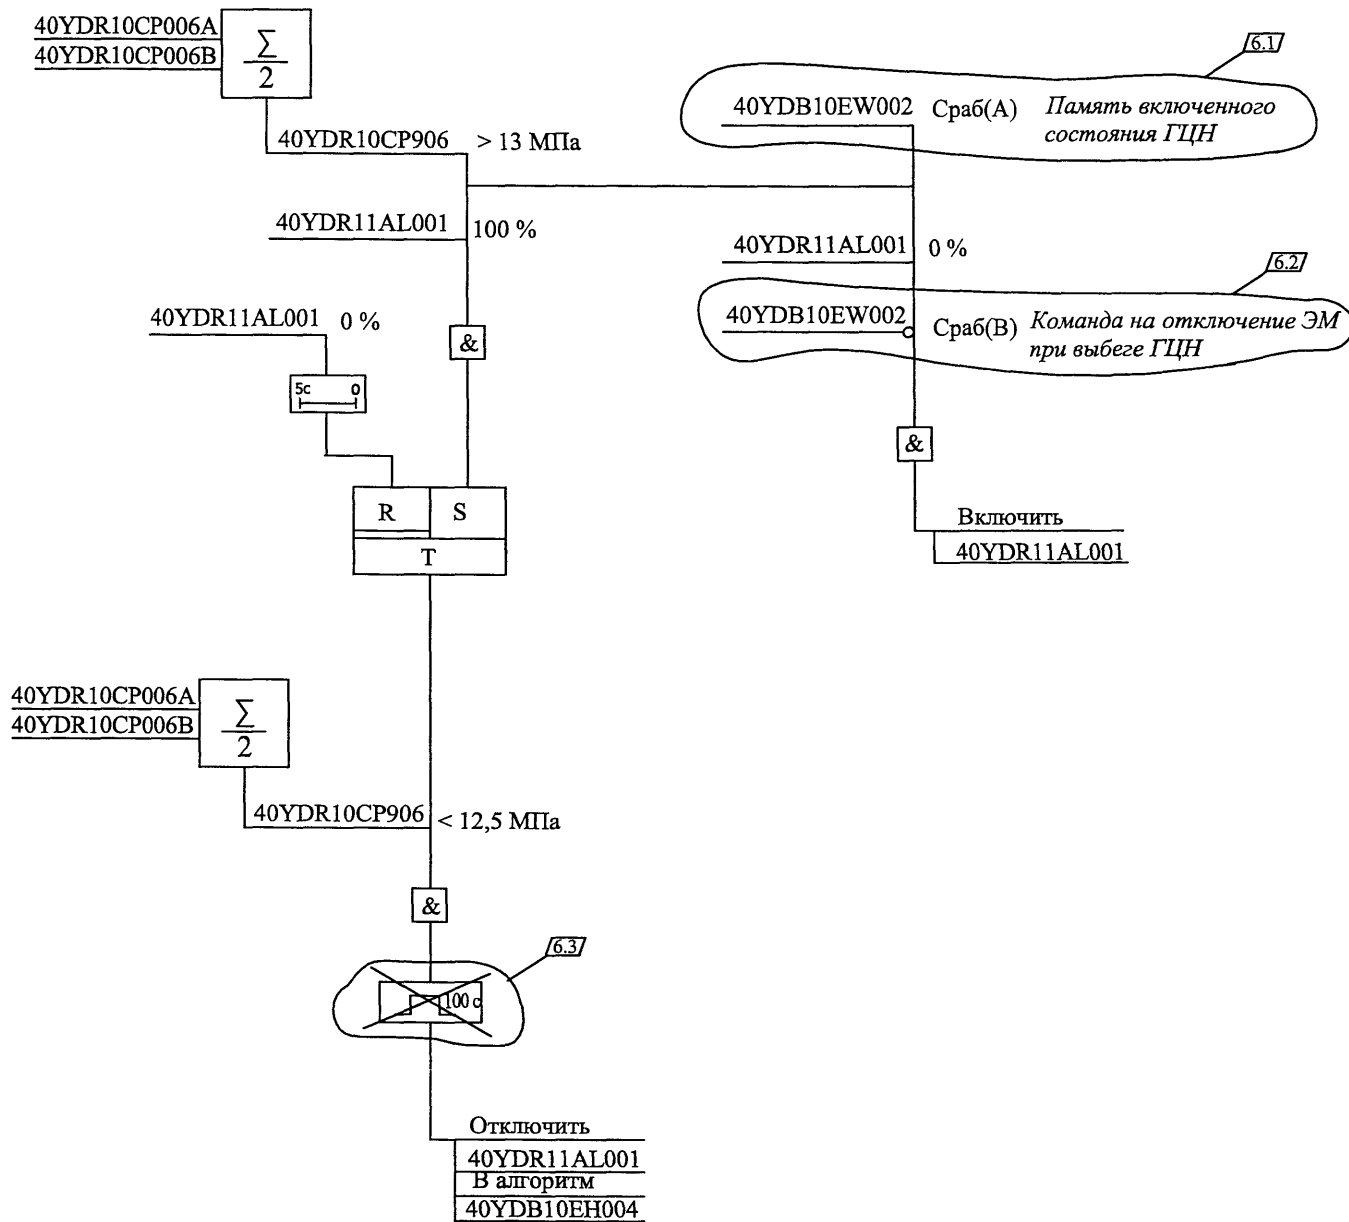 40YDR10CP006A
40YDR10CP006B
Σ
2
40YDR10CP906 > 13 МПа
40YDR11AL001 100 %
40YDR11AL001 0 %
5с 0
&
R S
T
6.1
40YDB10EW002 Сраб(А) Память включенного
состояния ГЦН
40YDR11AL001 0 %
6.2
40YDB10EW002 Сраб(В) Команда на отключение ЭМ
при выбеге ГЦН
&
Включить
40YDR11AL001
40YDR10CP006A
40YDR10CP006B
Σ
2
40YDR10CP906 < 12,5 МПа
&
6.3
100 с
Отключить
40YDR11AL001
В алгоритм
40YDB10EH004